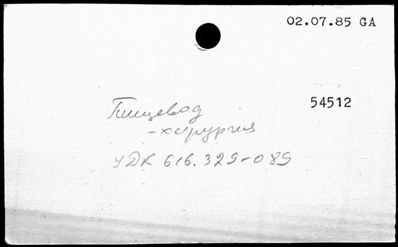 02.07.85 GA
54512
Пищевод
-хирургия
УДК 616.329-089